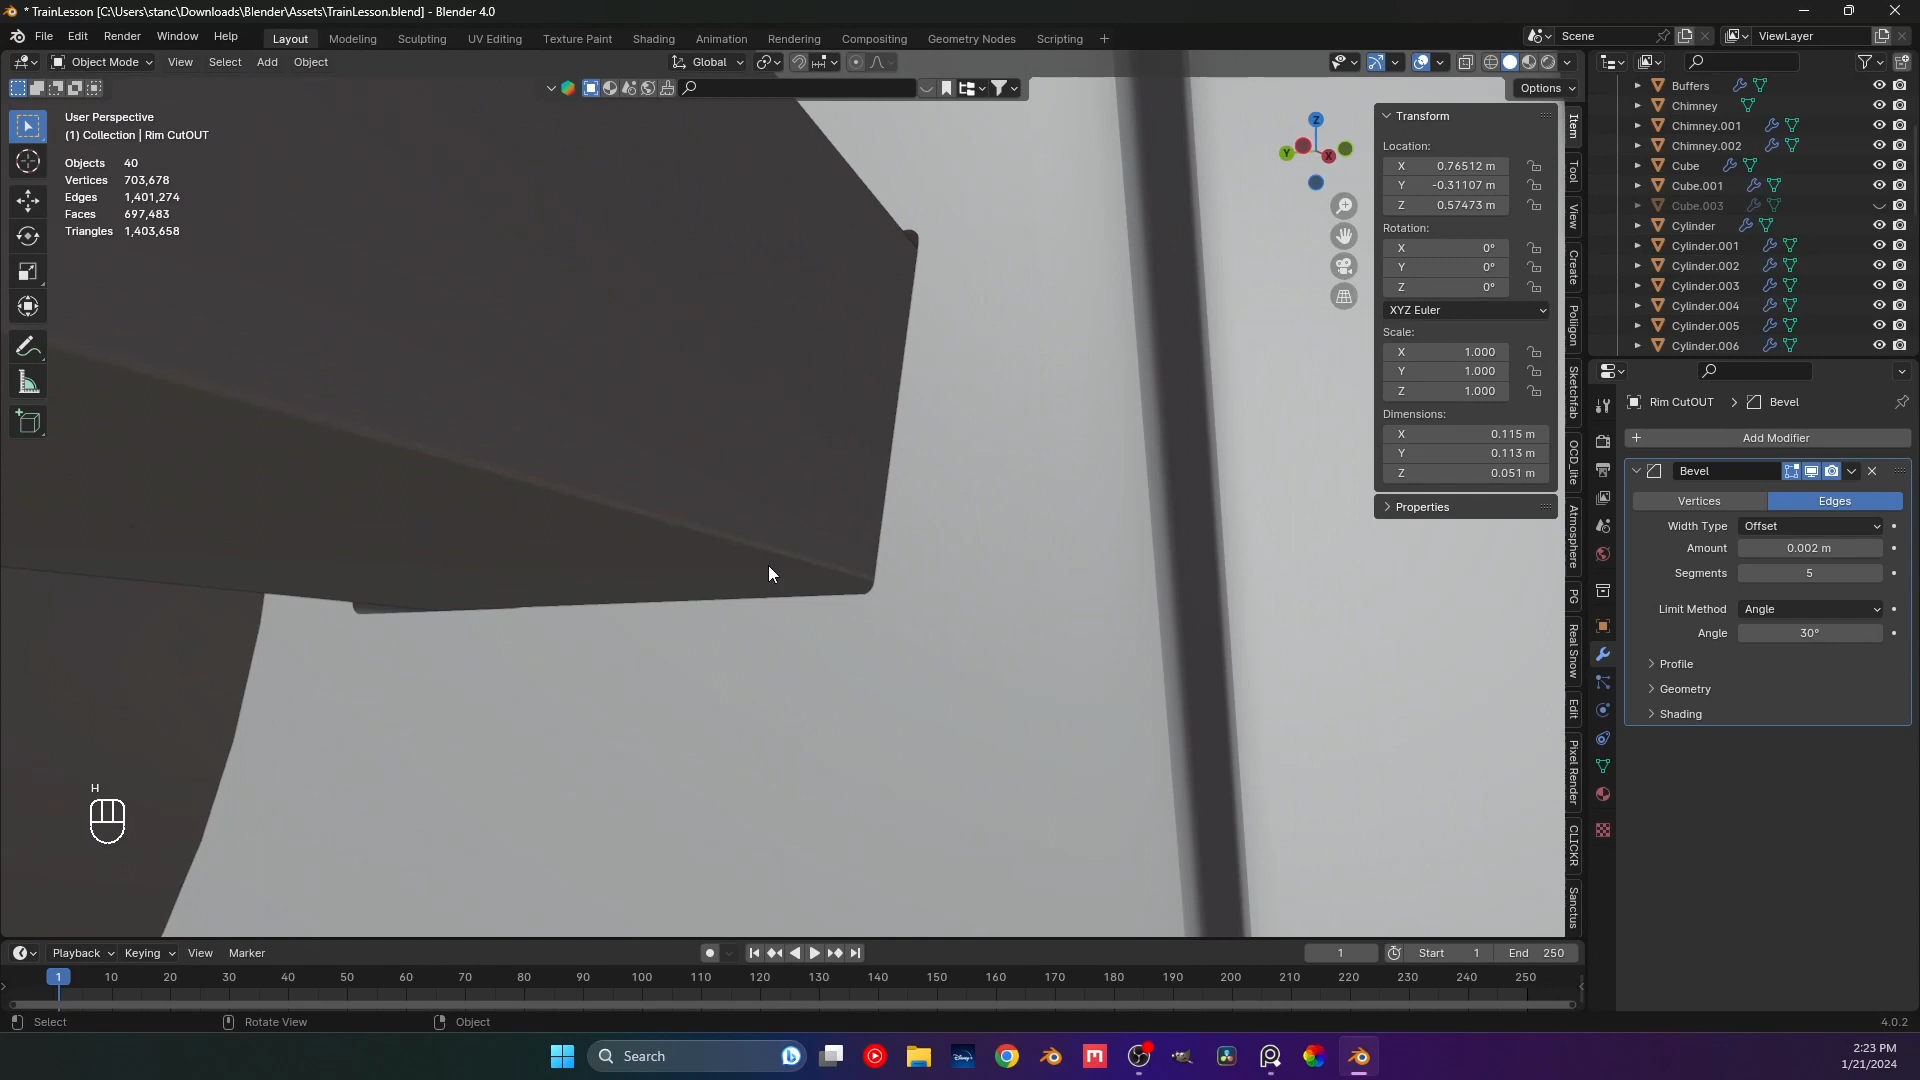 * TrainLesson [C:\Users\stanc\Downloads\Blender\Assets\TrainLesson.blend] - Blender 4.0
File Edit Render Window Help Layout Modeling Sculpting UV Editing Texture Paint Shading Animation Rendering Compositing Geometry Nodes Scripting + Scene ViewLayer
Object Mode View Select Add Object Global
Options
User Perspective
(1) Collection | Rim CutOUT
Objects 40
Vertices 703,678
Edges 1,401,274
Faces 697,483
Triangles 1,403,658
Z
Y
X
Transform
Location:
X 0.76512 m
Y -0.31107 m
Z 0.57473 m
Rotation:
X 0°
Y 0°
Z 0°
XYZ Euler
Scale:
X 1.000
Y 1.000
Z 1.000
Dimensions:
X 0.115 m
Y 0.113 m
Z 0.051 m
Properties
Item
Tool
View
Create
Poliigon
Sketchfab
OCD_lite
Atmosphere
PG
Real Snow
Edit
Pixel Render
CLICKR
Sanctus
Buffers
Chimney
Chimney.001
Chimney.002
Cube
Cube.001
Cube.003
Cylinder
Cylinder.001
Cylinder.002
Cylinder.003
Cylinder.004
Cylinder.005
Cylinder.006
Rim CutOUT > Bevel
+ Add Modifier
Bevel
Vertices Edges
Width Type Offset
Amount 0.002 m
Segments 5
Limit Method Angle
Angle 30°
Profile
Geometry
Shading
H
Playback Keying View Marker 1 Start 1 End 250
1 10 20 30 40 50 60 70 80 90 100 110 120 130 140 150 160 170 180 190 200 210 220 230 240 250
Select Rotate View Object 4.0.2
Search
Disney+
2:23 PM
1/21/2024